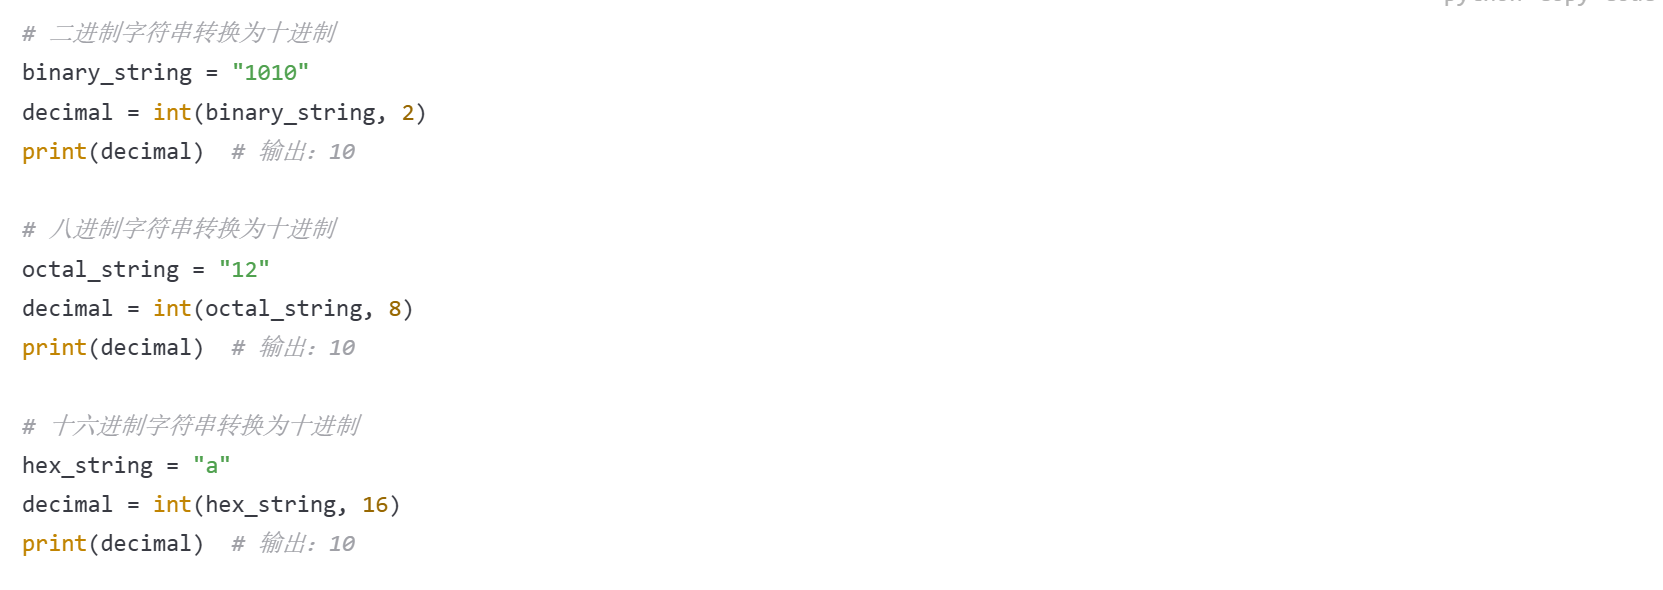 # 二进制字符串转换为十进制
binary_string = "1010"
decimal = int(binary_string, 2)
print(decimal)  # 输出：10
# 八进制字符串转换为十进制
octal_string = "12"
decimal = int(octal_string, 8)
print(decimal)  # 输出：10
# 十六进制字符串转换为十进制
hex_string = "a"
decimal = int(hex_string, 16)
print(decimal)  # 输出：10